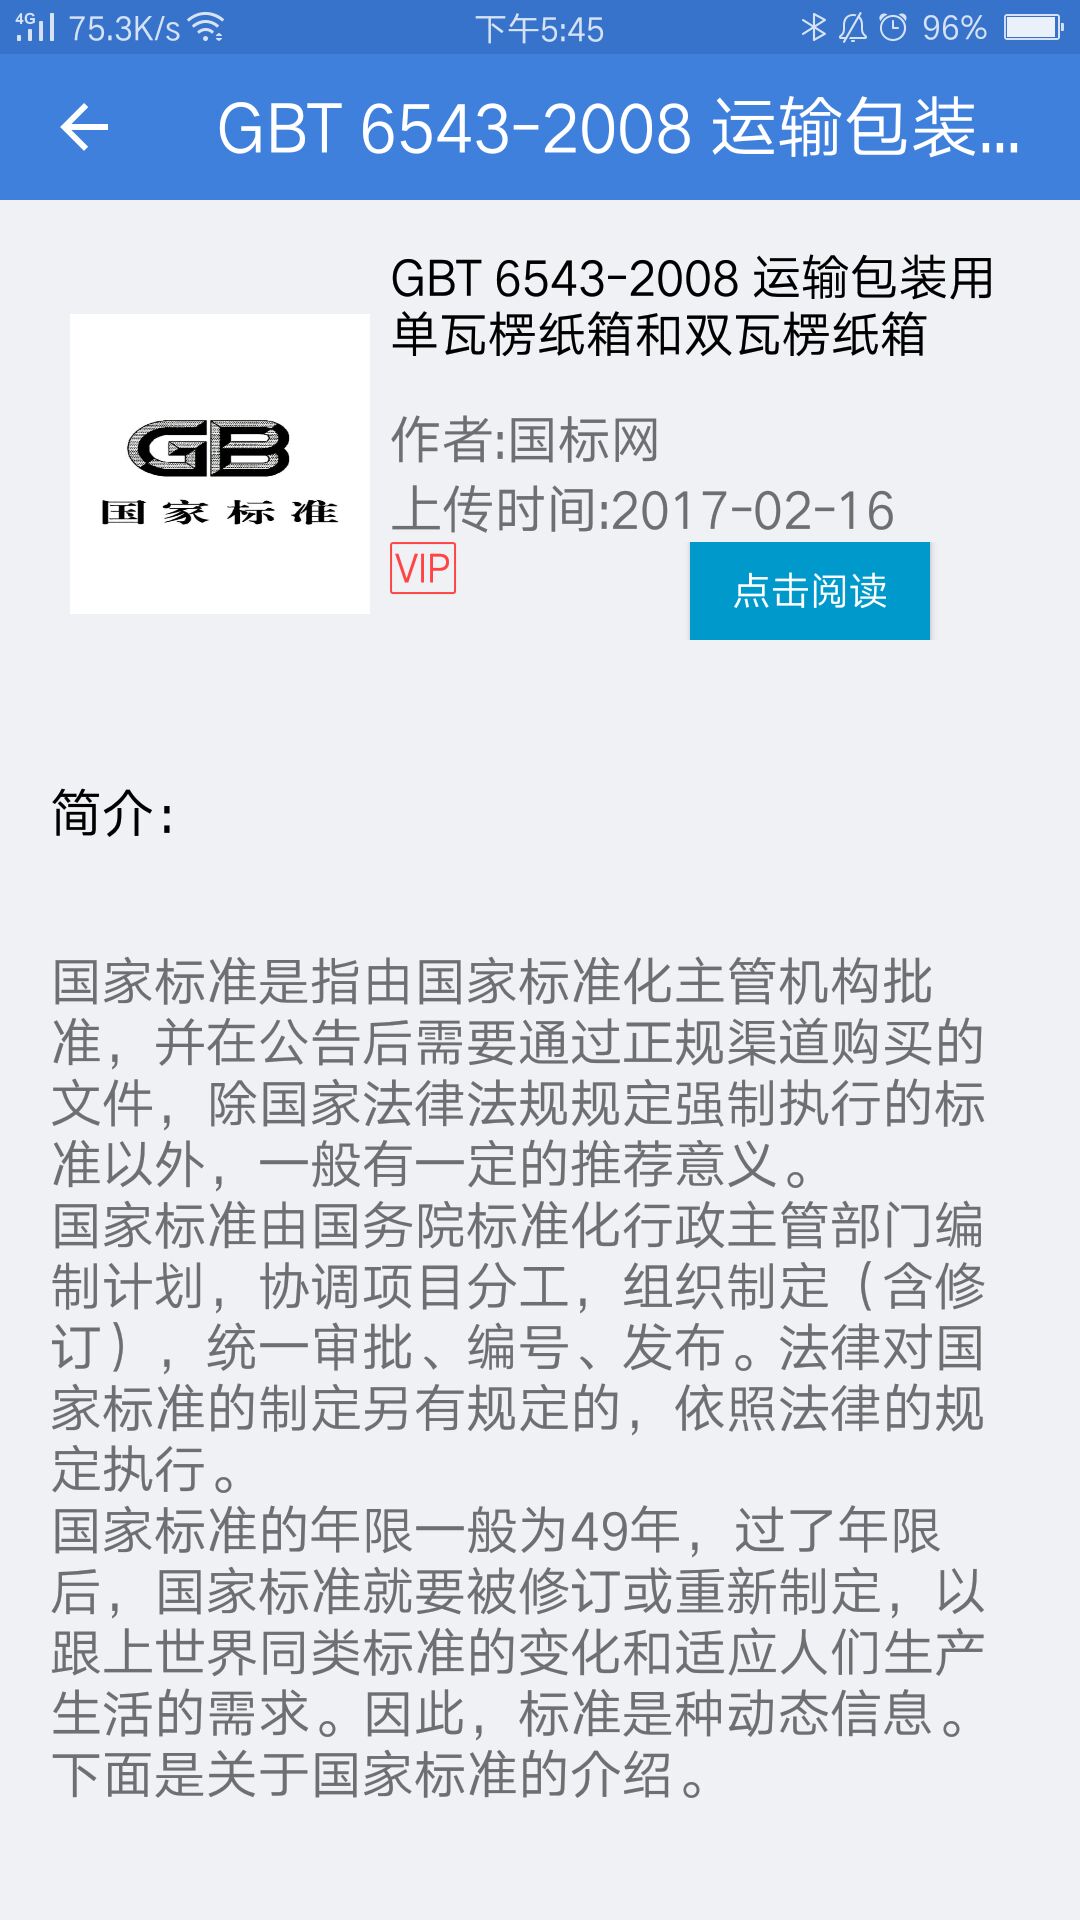 4G 75.3K/s 下午5:45 96%
GBT 6543-2008 运输包装...
GBT 6543-2008 运输包装用
单瓦楞纸箱和双瓦楞纸箱
GB
国家标准
作者:国标网
上传时间:2017-02-16
VIP
点击阅读
简介:
国家标准是指由国家标准化主管机构批
准，并在公告后需要通过正规渠道购买的
文件，除国家法律法规规定强制执行的标
准以外，一般有一定的推荐意义。
国家标准由国务院标准化行政主管部门编
制计划，协调项目分工，组织制定（含修
订），统一审批、编号、发布。法律对国
家标准的制定另有规定的，依照法律的规
定执行。
国家标准的年限一般为49年，过了年限
后，国家标准就要被修订或重新制定，以
跟上世界同类标准的变化和适应人们生产
生活的需求。因此，标准是种动态信息。
下面是关于国家标准的介绍。